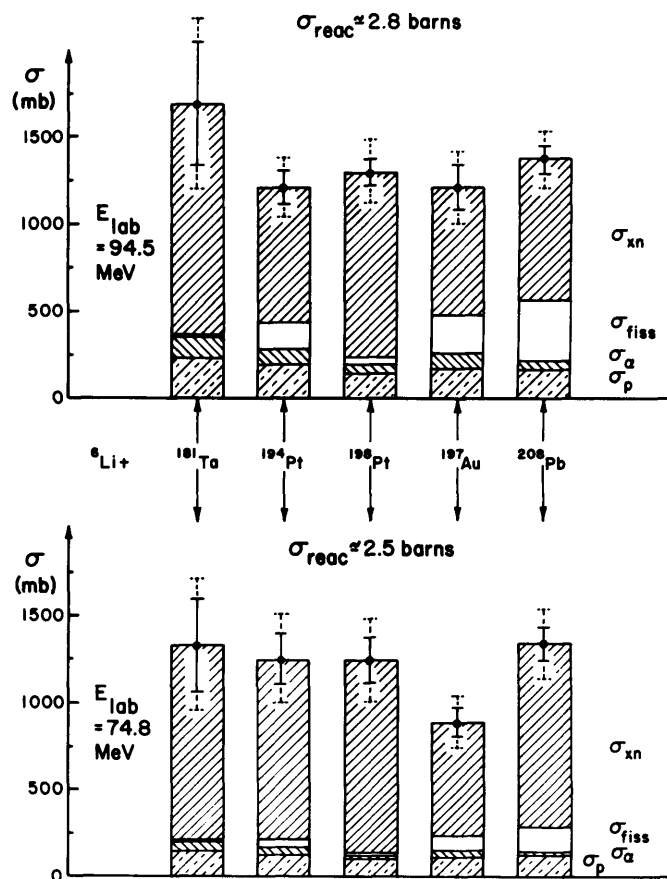 σreac ≃ 2.8 barns
σ
(mb)
1500
1000
500
0
Elab
= 94.5
MeV
σxn
σfiss
σα
σp
⁶Li+ ¹⁸¹Ta ¹⁹⁴Pt ¹⁹⁸Pt ¹⁹⁷Au ²⁰⁸Pb
σreac ≃ 2.5 barns
σ
(mb)
1500
1000
500
0
Elab
= 74.8
MeV
σxn
σfiss
σα
σp